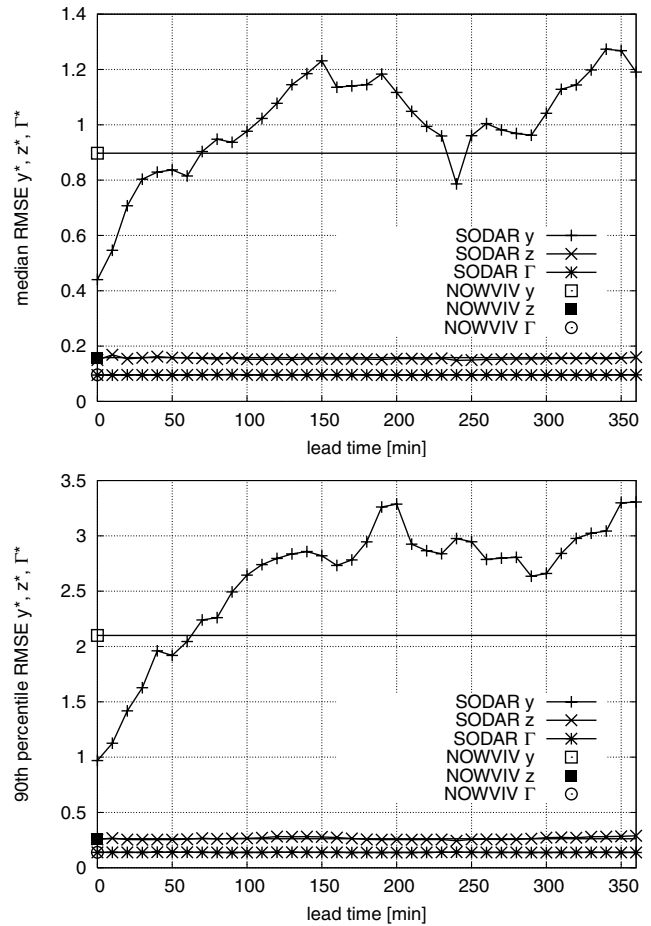 1.4
1.2
1
0.8
0.6
0.4
0.2
0
median RMSE y*, z*, Γ*
SODAR y
SODAR z
SODAR Γ
NOWVIV y
NOWVIV z
NOWVIV Γ
0 50 100 150 200 250 300 350
lead time [min]
3.5
3
2.5
2
1.5
1
0.5
0
90th percentile RMSE y*, z*, Γ*
SODAR y
SODAR z
SODAR Γ
NOWVIV y
NOWVIV z
NOWVIV Γ
0 50 100 150 200 250 300 350
lead time [min]